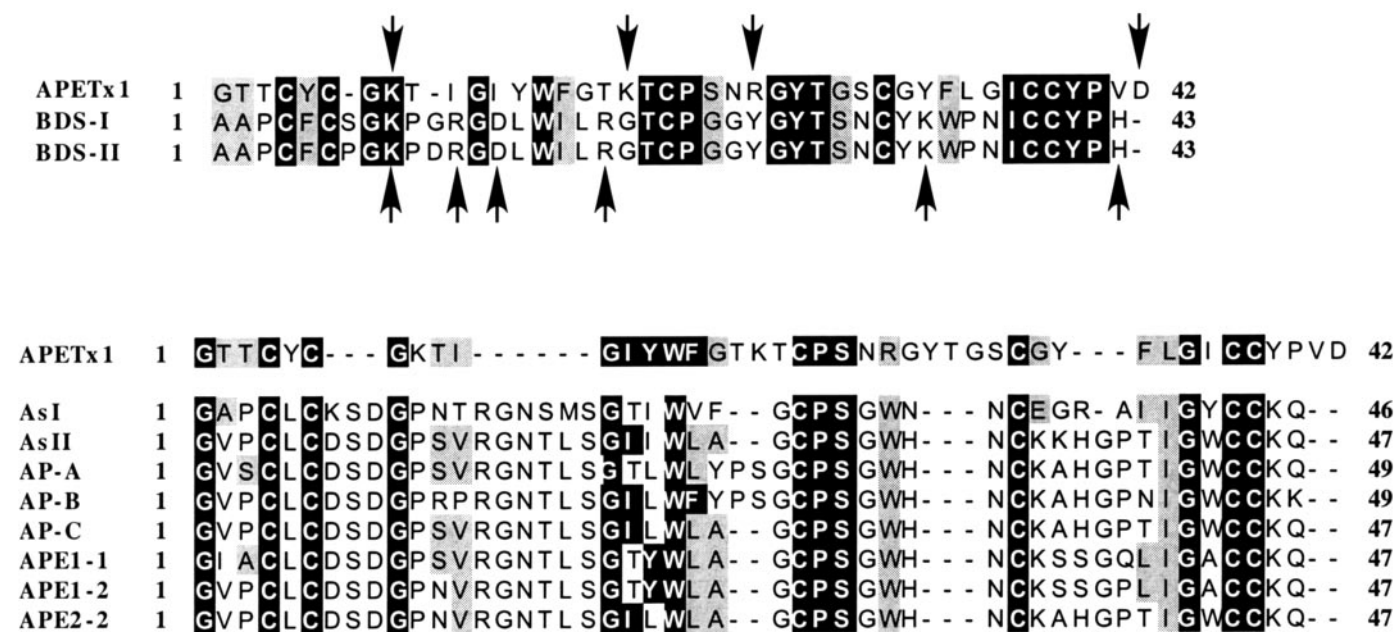 APETx1 1 GTTCYC-GKT-IGIYWFGTKTCPSNRGYTGSCGYFLGICCYPVD 42
BDS-I 1 AAPCFCSGKPGRGDLWILRGTCPGGYGYTSNCYKWPNICCYPH- 43
BDS-II 1 AAPCFCPGKPDRGDLWILRGTCPGGYGYTSNCYKWPNICCYPH- 43
APETx1 1 GTTCYC---GKTI------GIYWFGTKTCPSNRGYTGSCGY---FLGICCYPVD 42
AsI 1 GAPCLCKSDGPNTRGNSMSGTIWVF--GCPSGWN---NCEGR-AIIGYCCKQ-- 46
AsII 1 GVPCLCDSDGPSVRGNTLSGIIWLA--GCPSGWH---NCKKHGPTIGWCCKQ-- 47
AP-A 1 GVSCLCDSDGPSVRGNTLSGTLWLYPSGCPSGWH---NCKAHGPTIGWCCKQ-- 49
AP-B 1 GVPCLCDSDGPRPRGNTLSGILWFYPSGCPSGWH---NCKAHGPNIGWCCKK-- 49
AP-C 1 GVPCLCDSDGPSVRGNTLSGILWLA--GCPSGWH---NCKAHGPTIGWCCKQ-- 47
APE1-1 1 GIACLCDSDGPSVRGNTLSGTYWLA--GCPSGWH---NCKSSGQLIGACCKQ-- 47
APE1-2 1 GVPCLCDSDGPNVRGNTLSGTYWLA--GCPSGWH---NCKSSGPLIGACCKQ-- 47
APE2-2 1 GVPCLCDSDGPNVRGNTLSGILWLA--GCPSGWH---NCKSSGPLIGACCKQ-- 47